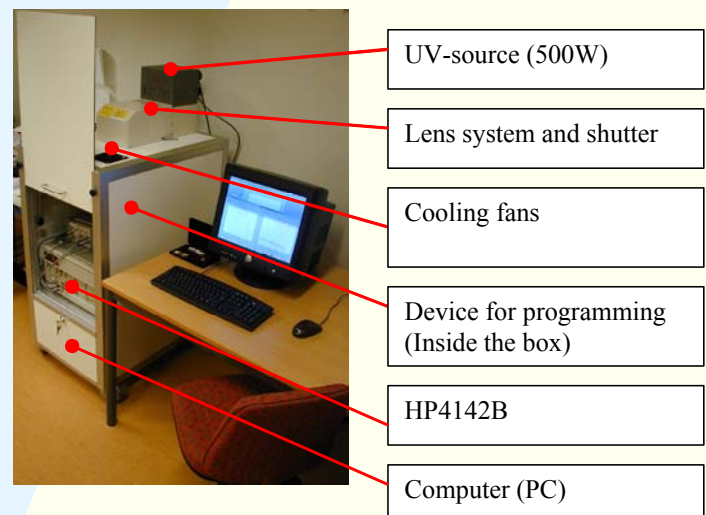 UV-source (500W)
Lens system and shutter
Cooling fans
Device for programming
(Inside the box)
HP4142B
Computer (PC)